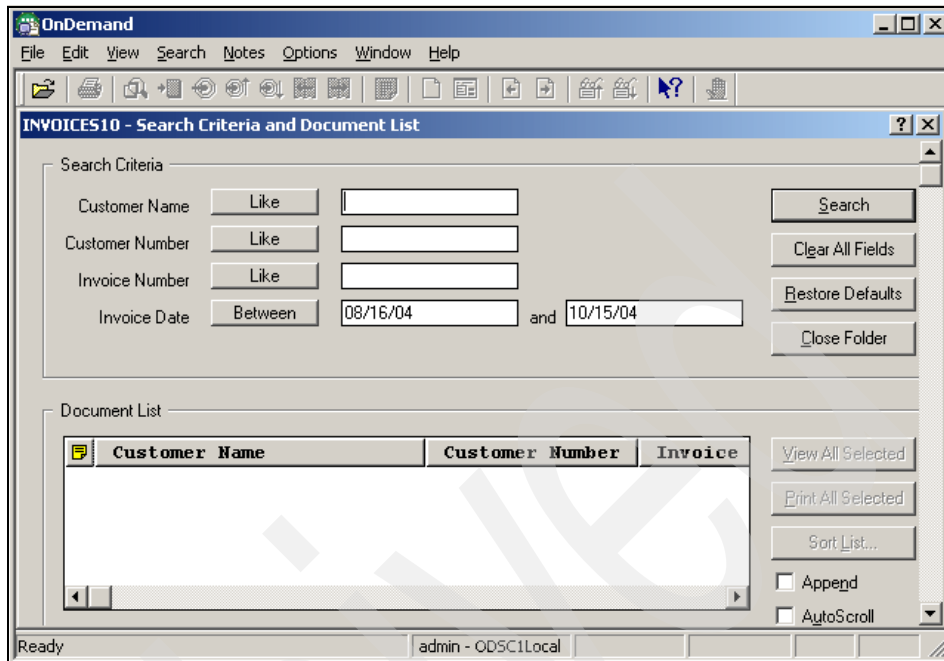 OnDemand
File Edit View Search Notes Options Window Help
INVOICES10 - Search Criteria and Document List
Search Criteria
Customer Name Like
Customer Number Like
Invoice Number Like
Invoice Date Between 08/16/04 and 10/15/04
Search
Clear All Fields
Restore Defaults
Close Folder
Document List
Customer Name Customer Number Invoice
View All Selected
Print All Selected
Sort List...
Append
AutoScroll
Ready admin - ODSC1Local